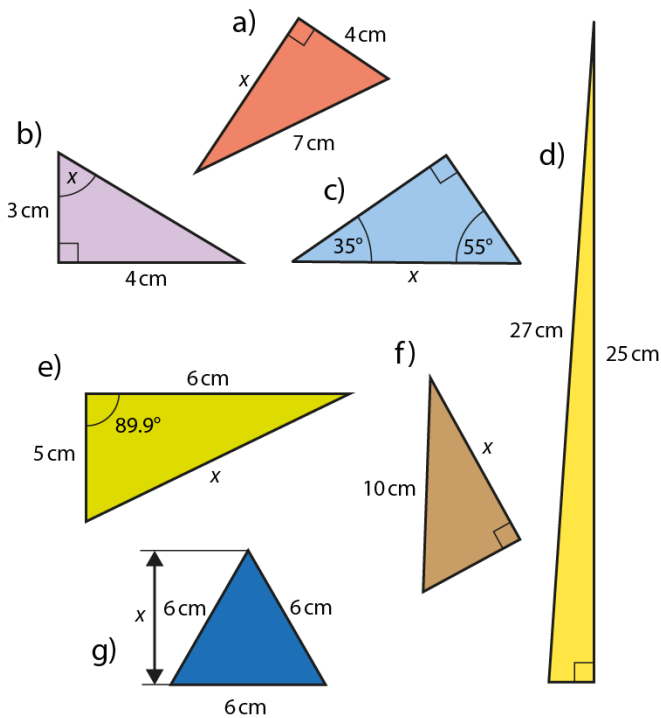 a)
4 cm
x
7 cm
b)
x
3 cm
4 cm
c)
35°
55°
x
d)
27 cm
25 cm
e)
6 cm
89.9°
5 cm
x
f)
x
10 cm
g)
x
6 cm
6 cm
6 cm